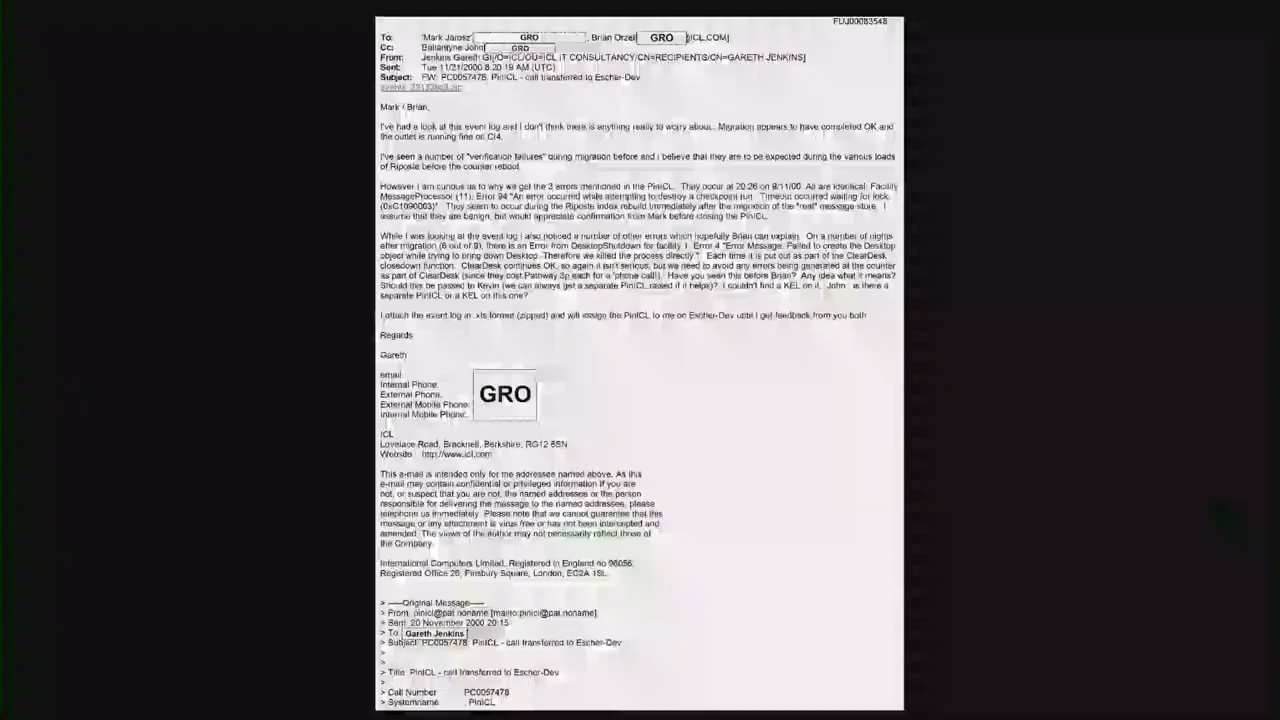 FUJ00083548
To: 'Mark Jarosz' GRO , Brian Orzel GRO [ICL.COM]
Cc: Ballantyne John GRO
From: Jenkins Gareth GI[/O=ICL/OU=ICL IT CONSULTANCY/CN=RECIPIENTS/CN=GARETH JENKINS]
Sent: Tue 11/21/2000 8:20:19 AM (UTC)
Subject: FW: PC0057478: PinICL - call transferred to Escher-Dev
Mark / Brian,
I've had a look at this event log and I don't think there is anything really to worry about. Migration appears to have completed OK and
the outlet is running fine on CI4.
I've seen a number of "verification failures" during migration before and I believe that they are to be expected during the various loads
of Riposte before the counter reboot
However I am curious as to why we get the 3 errors mentioned in the PinICL. They occur at 20:26 on 9/11/00. All are identical: Facility
MessageProcessor (11), Error 94 "An error occurred while attempting to destroy a checkpoint run. Timeout occurred waiting for lock.
(0xC1090003)". They seem to occur during the Riposte index rebuild immediately after the migration of the "real" message store. I
assume that they are benign, but would appreciate confirmation from Mark before closing the PinICL.
While I was looking at the event log I also noticed a number of other errors which hopefully Brian can explain. On a number of nights
after migration (6 out of 9), there is an Error from DesktopShutdown for facility 1, Error 4 "Error Message: Failed to create the Desktop
object while trying to bring down Desktop. Therefore we killed the process directly." Each time it is put out as part of the ClearDesk
closedown function. ClearDesk continues OK, so again it isn't serious, but we need to avoid any errors being generated at the counter
as part of ClearDesk (since they cost Pathway 3p each for a 'phone call!). Have you seen this before Brian? Any idea what it means?
Should this be passed to Kevin (we can always get a separate PinICL raised if it helps)? I couldn't find a KEL on it. John - is there a
separate PinICL or a KEL on this one?
I attach the event log in .xls format (zipped) and will assign the PinICL to me on Escher-Dev until I get feedback from you both
Regards
Gareth
email:
Internal Phone:
External Phone:
External Mobile Phone:
Internal Mobile Phone:
GRO
ICL
Lovelace Road, Bracknell, Berkshire, RG12 8SN
Website http://www.icl.com
This e-mail is intended only for the addressee named above. As this
e-mail may contain confidential or privileged information if you are
not, or suspect that you are not, the named addressee or the person
responsible for delivering the message to the named addressee, please
telephone us immediately. Please note that we cannot guarantee that this
message or any attachment is virus free or has not been intercepted and
amended. The views of the author may not necessarily reflect those of
the Company.
International Computers Limited, Registered in England no 96056,
Registered Office 26, Finsbury Square, London, EC2A 1SL
> -----Original Message-----
> From: pinicl@pat.noname [mailto:pinicl@pat.noname]
> Sent: 20 November 2000 20:15
> To: Gareth Jenkins
> Subject: PC0057478: PinICL - call transferred to Escher-Dev
>
>
> Title: PinICL - call transferred to Escher-Dev
>
> Call Number PC0057478
> Systemname : PinICL